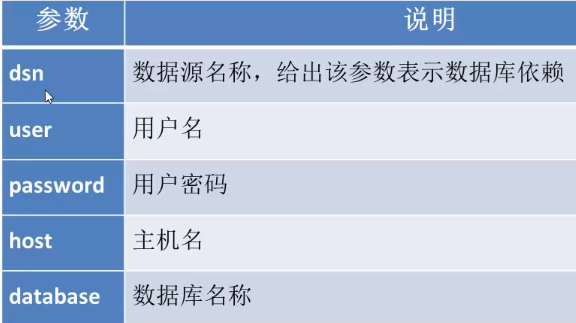 参数 说明
dsn 数据源名称，给出该参数表示数据库依赖
user 用户名
password 用户密码
host 主机名
database 数据库名称